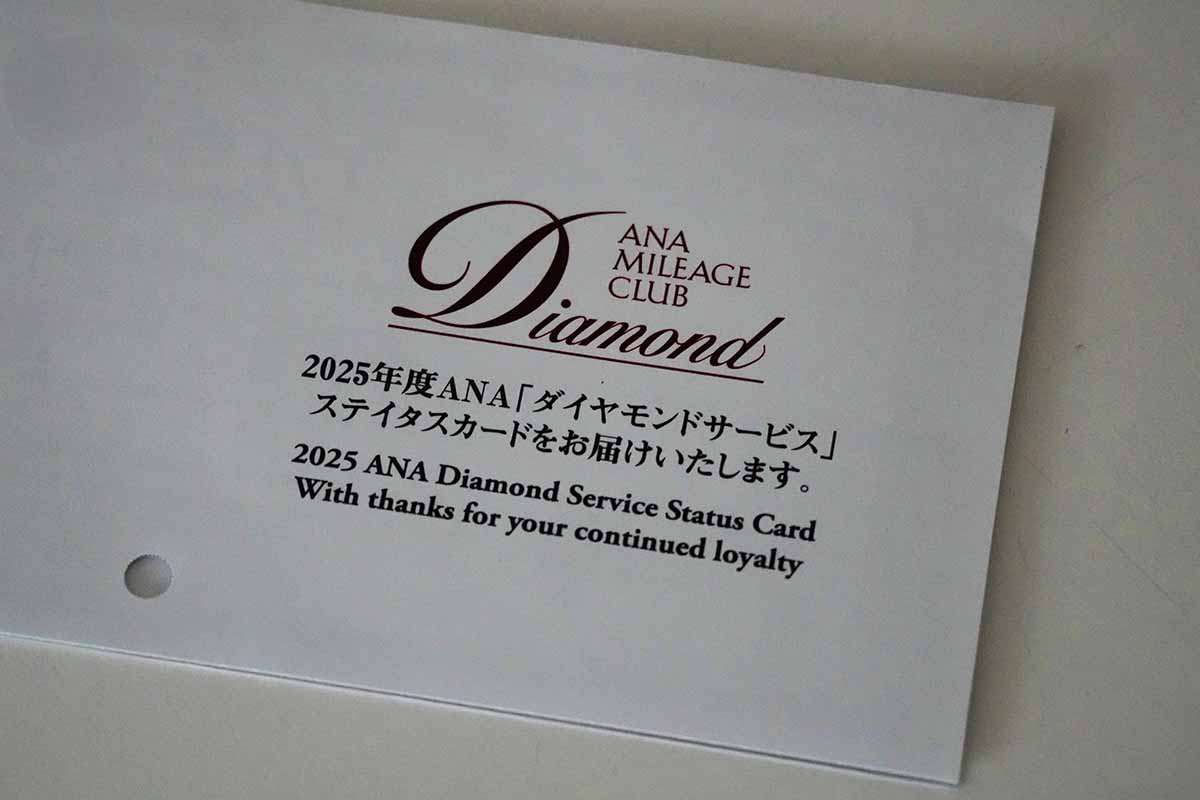 ANA
MILEAGE
CLUB
Diamond
2025年度ANA「ダイヤモンドサービス」
ステイタスカードをお届けいたします。
2025 ANA Diamond Service Status Card
With thanks for your continued loyalty